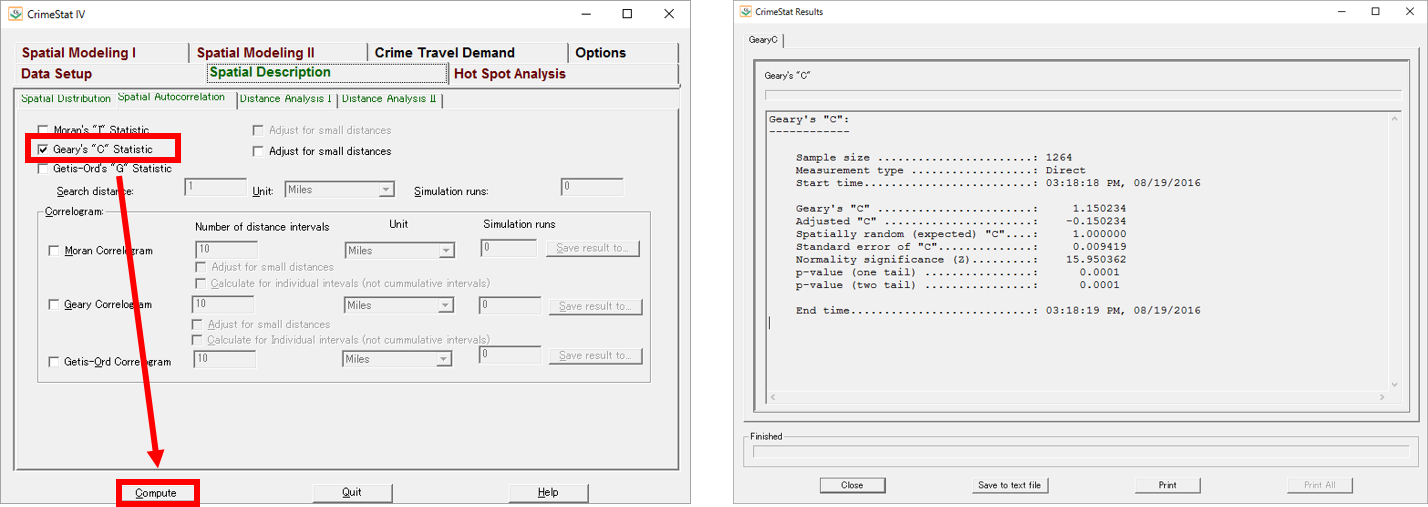 CrimeStat IV
Spatial Modeling I
Spatial Modeling II
Crime Travel Demand
Options
Data Setup
Spatial Description
Hot Spot Analysis
Spatial Distribution
Spatial Autocorrelation
Distance Analysis I
Distance Analysis II
Moran's "I" Statistic
Adjust for small distances
Geary's "C" Statistic
Adjust for small distances
Getis-Ord's "G" Statistic
Search distance:
1
Unit:
Miles
Simulation runs:
0
Correlogram:
Number of distance intervals
Unit
Simulation runs
Moran Correlogram
10
Miles
0
Save result to...
Adjust for small distances
Calculate for individual intevals (not cummulative intervals)
Geary Correlogram
10
Miles
0
Save result to...
Adjust for small distances
Calculate for Individual intervals (not cummulative intervals)
Getis-Ord Correlogram
10
Miles
0
Save result to...
Compute
Quit
Help
CrimeStat Results
GearyC
Geary's "C"
Geary's "C":
------------
Sample size .......................: 1264
Measurement type ..................: Direct
Start time.........................: 03:18:18 PM, 08/19/2016
Geary's "C" .......................: 1.150234
Adjusted "C" ......................: -0.150234
Spatially random (expected) "C"....: 1.000000
Standard error of "C"..............: 0.009419
Normality significance (Z).........: 15.950362
p-value (one tail) ................: 0.0001
p-value (two tail) ................: 0.0001
End time...........................: 03:18:19 PM, 08/19/2016
Finished
Close
Save to text file
Print
Print All